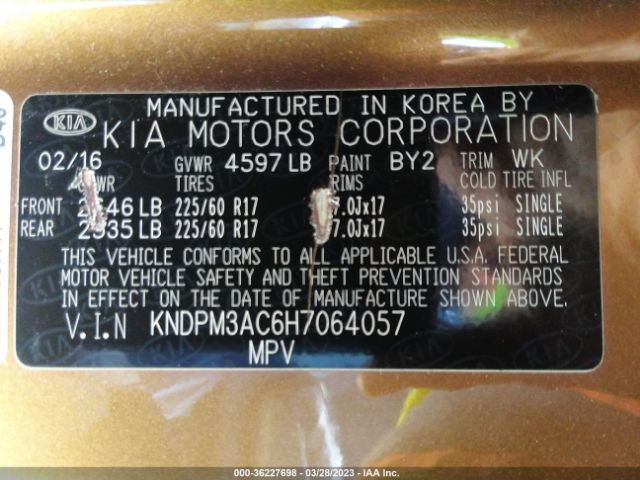 MANUFACTURED IN KOREA BY
KIA KIA MOTORS CORPORATION
02/16 GVWR 4597 LB PAINT BY2 TRIM WK
TIRES COLD TIRE INFL
FRONT LB 225/60 R17 7.0Jx17 35psi SINGLE
REAR LB 225/60 R17 7.0Jx17 35psi SINGLE
THIS VEHICLE CONFORMS TO ALL APPLICABLE U.S.A. FEDERAL
MOTOR VEHICLE SAFETY AND THEFT PREVENTION STANDARDS
IN EFFECT ON THE DATE OF MANUFACTURE SHOWN ABOVE.
V.I.N KNDPM3AC6H7064057
MPV
000-36227698 — 03/28/2023 — IAA Inc.